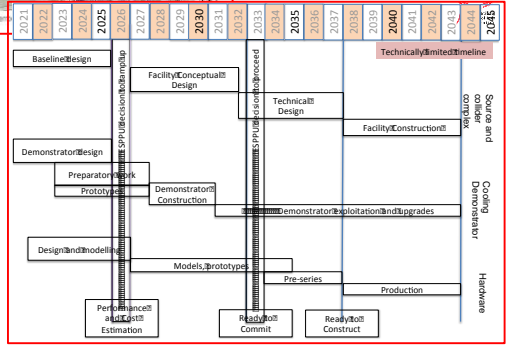 2021 2022 2023 2024 2025 2026 2027 2028 2029 2030 2031 2032 2033 2034 2035 2036 2037 2038 2039 2040 2041 2042 2043 2044 2045
Technically limited timeline
Baseline design
Facility Conceptual
Design
Technical
Design
Facility Construction
Source and
collider
complex
ESPPU decision to ramp up
ESPPU decision to proceed
Demonstrator design
Preparatory work
Prototypes
Demonstrator
Construction
Demonstrator exploitation and upgrades
Cooling
Demonstrator
Design and modelling
Models, prototypes
Pre-series
Production
Hardware
Performance
and Cost
Estimation
Ready to
Commit
Ready to
Construct